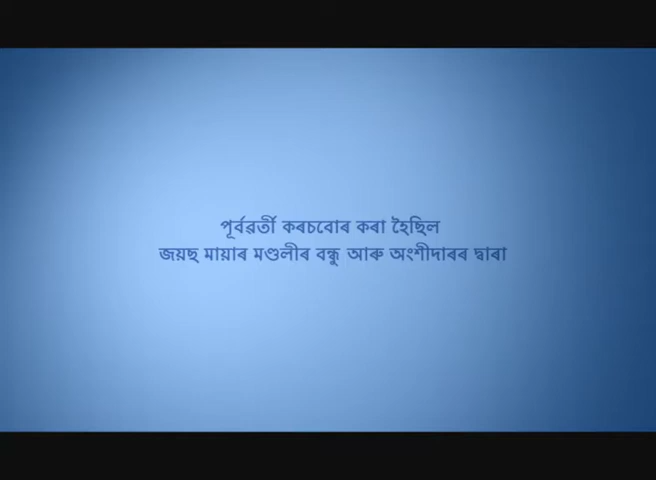 পূৰ্বৱৰ্তী কৰচবোৰ কৰা হৈছিল
জয়ছ মায়াৰ মণ্ডলীৰ বন্ধু আৰু অংশীদাৰৰ দ্বাৰা